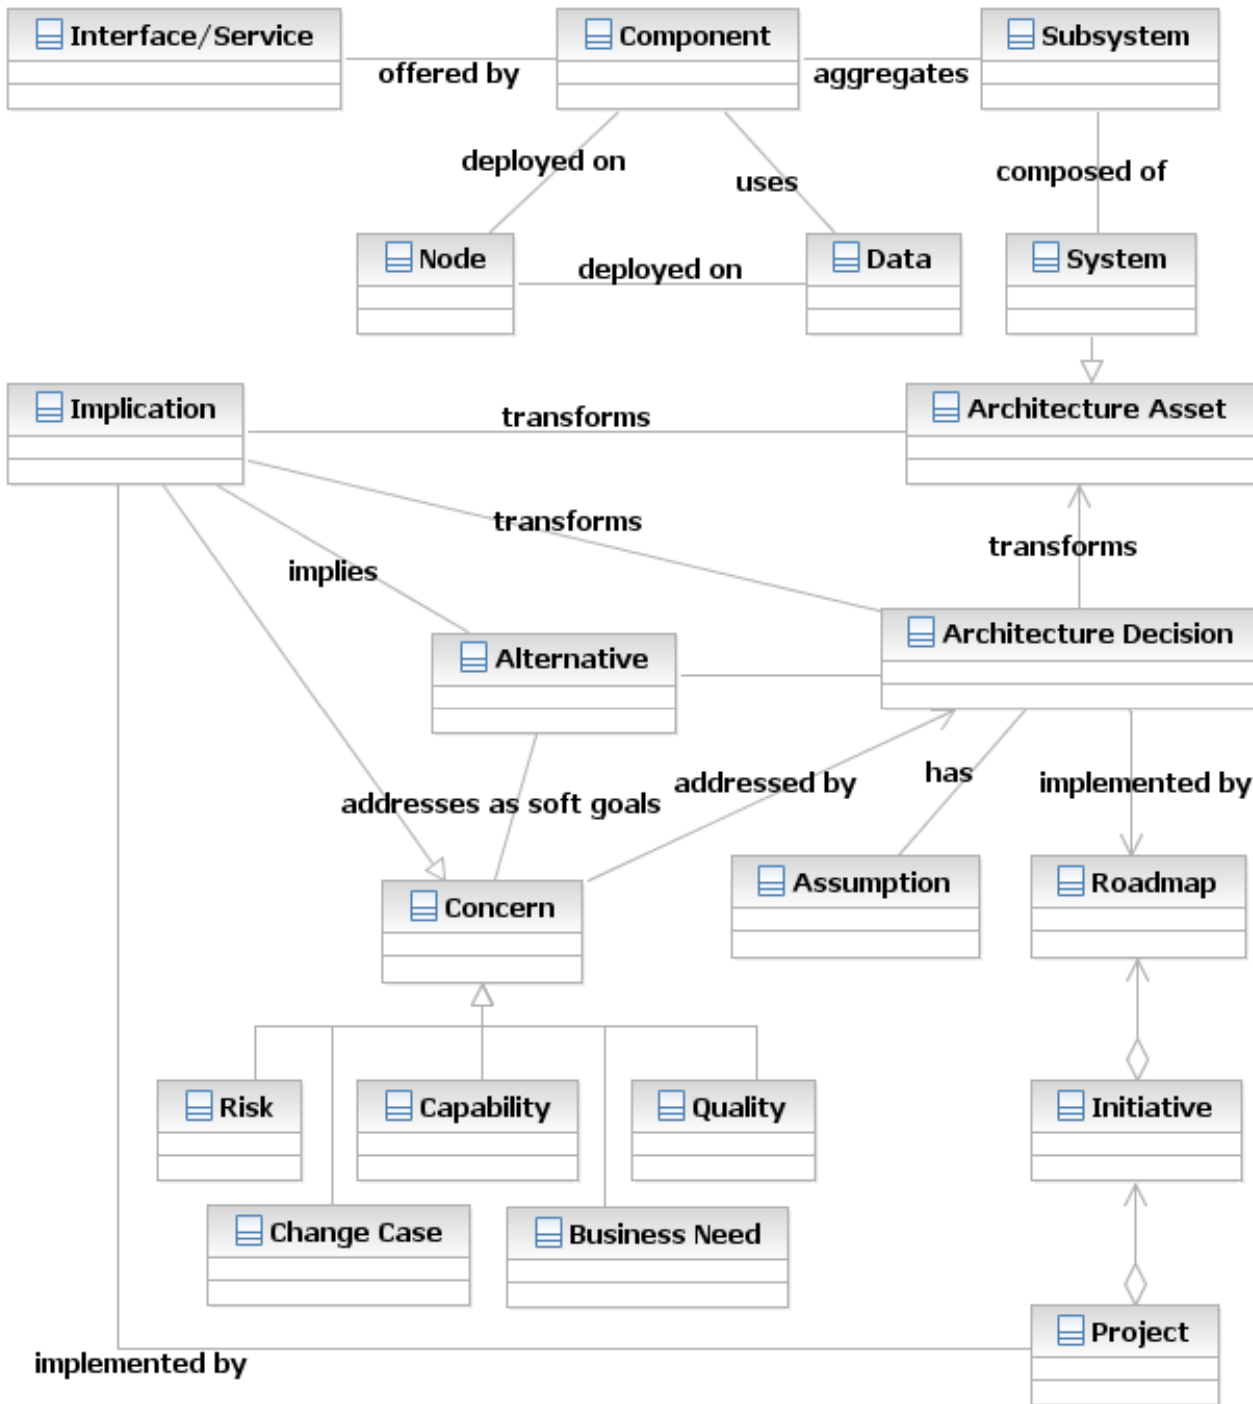 Interface/Service
Component
Subsystem
offered by
aggregates
deployed on
uses
composed of
Node
deployed on
Data
System
Implication
transforms
Architecture Asset
transforms
transforms
implies
Alternative
Architecture Decision
addresses as soft goals
addressed by
has
implemented by
Concern
Assumption
Roadmap
Risk
Capability
Quality
Initiative
Change Case
Business Need
Project
implemented by